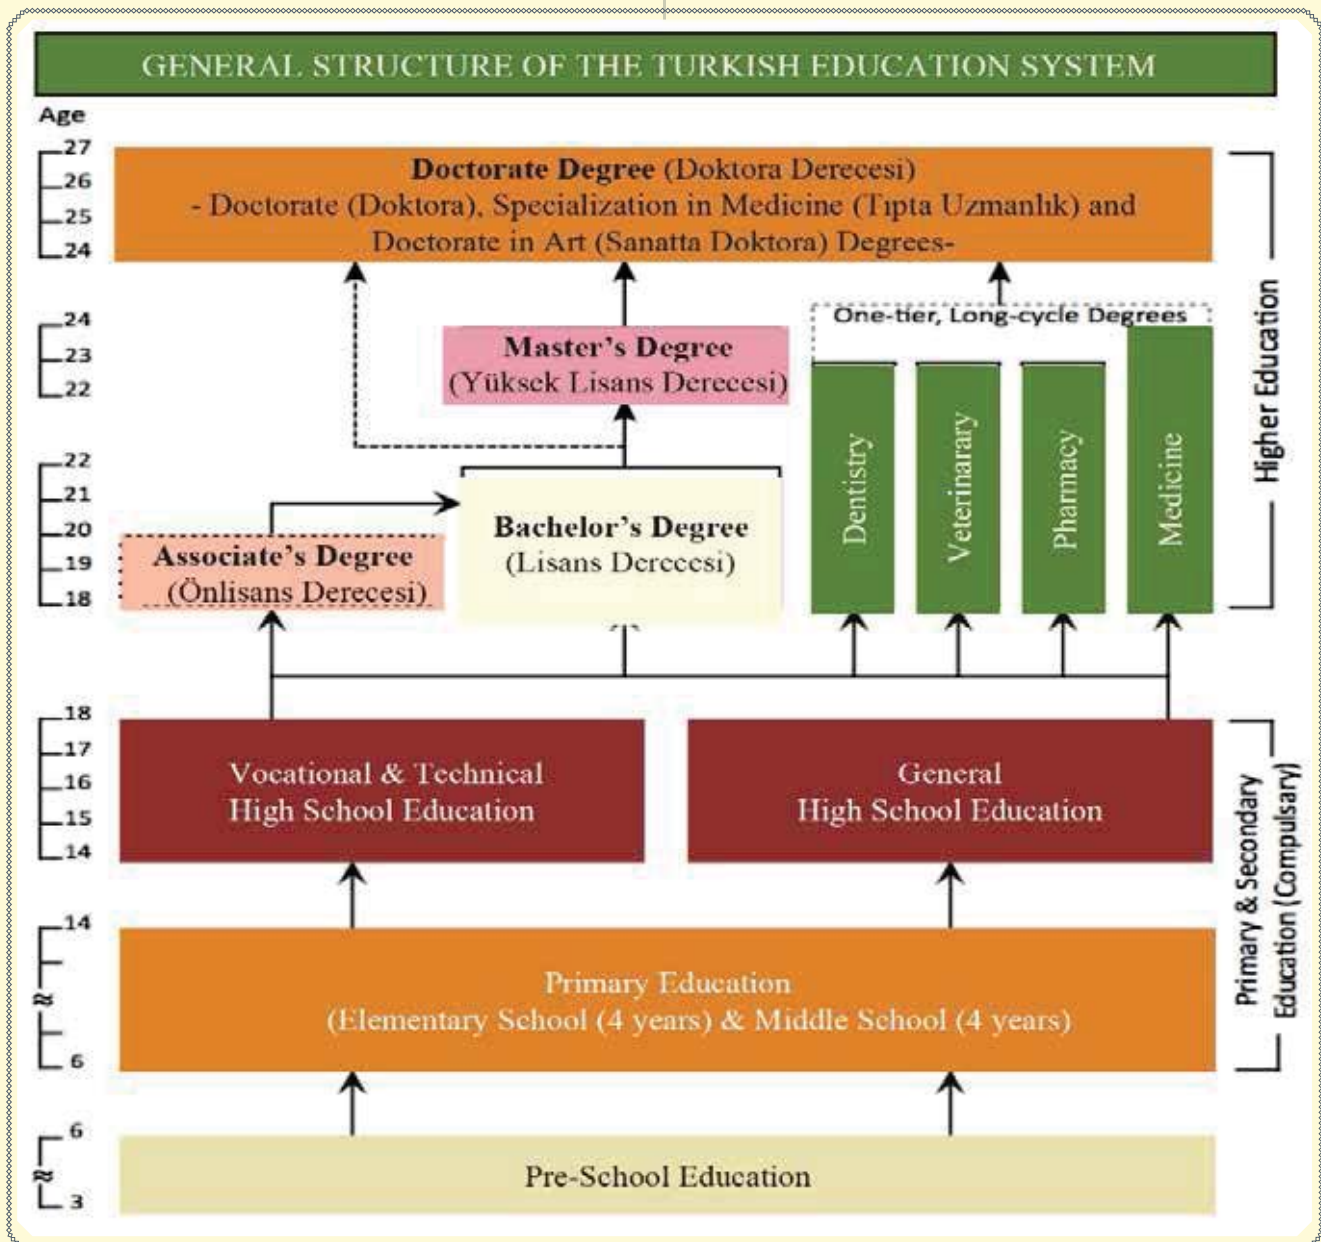 GENERAL STRUCTURE OF THE TURKISH EDUCATION SYSTEM
Age
27
26
25
24
Doctorate Degree (Doktora Derecesi)
- Doctorate (Doktora), Specialization in Medicine (Tıpta Uzmanlık) and
Doctorate in Art (Sanatta Doktora) Degrees-
24
23
22
Master's Degree
(Yüksek Lisans Derecesi)
One-tier, Long-cycle Degrees
22
21
20
19
18
Associate's Degree
(Önlisans Derecesi)
Bachelor's Degree
(Lisans Derecesi)
Dentistry
Veterinarary
Pharmacy
Medicine
Higher Education
18
17
16
15
14
Vocational & Technical
High School Education
General
High School Education
14
6
Primary Education
(Elementary School (4 years) & Middle School (4 years)
Primary & Secondary
Education (Compulsary)
6
3
Pre-School Education